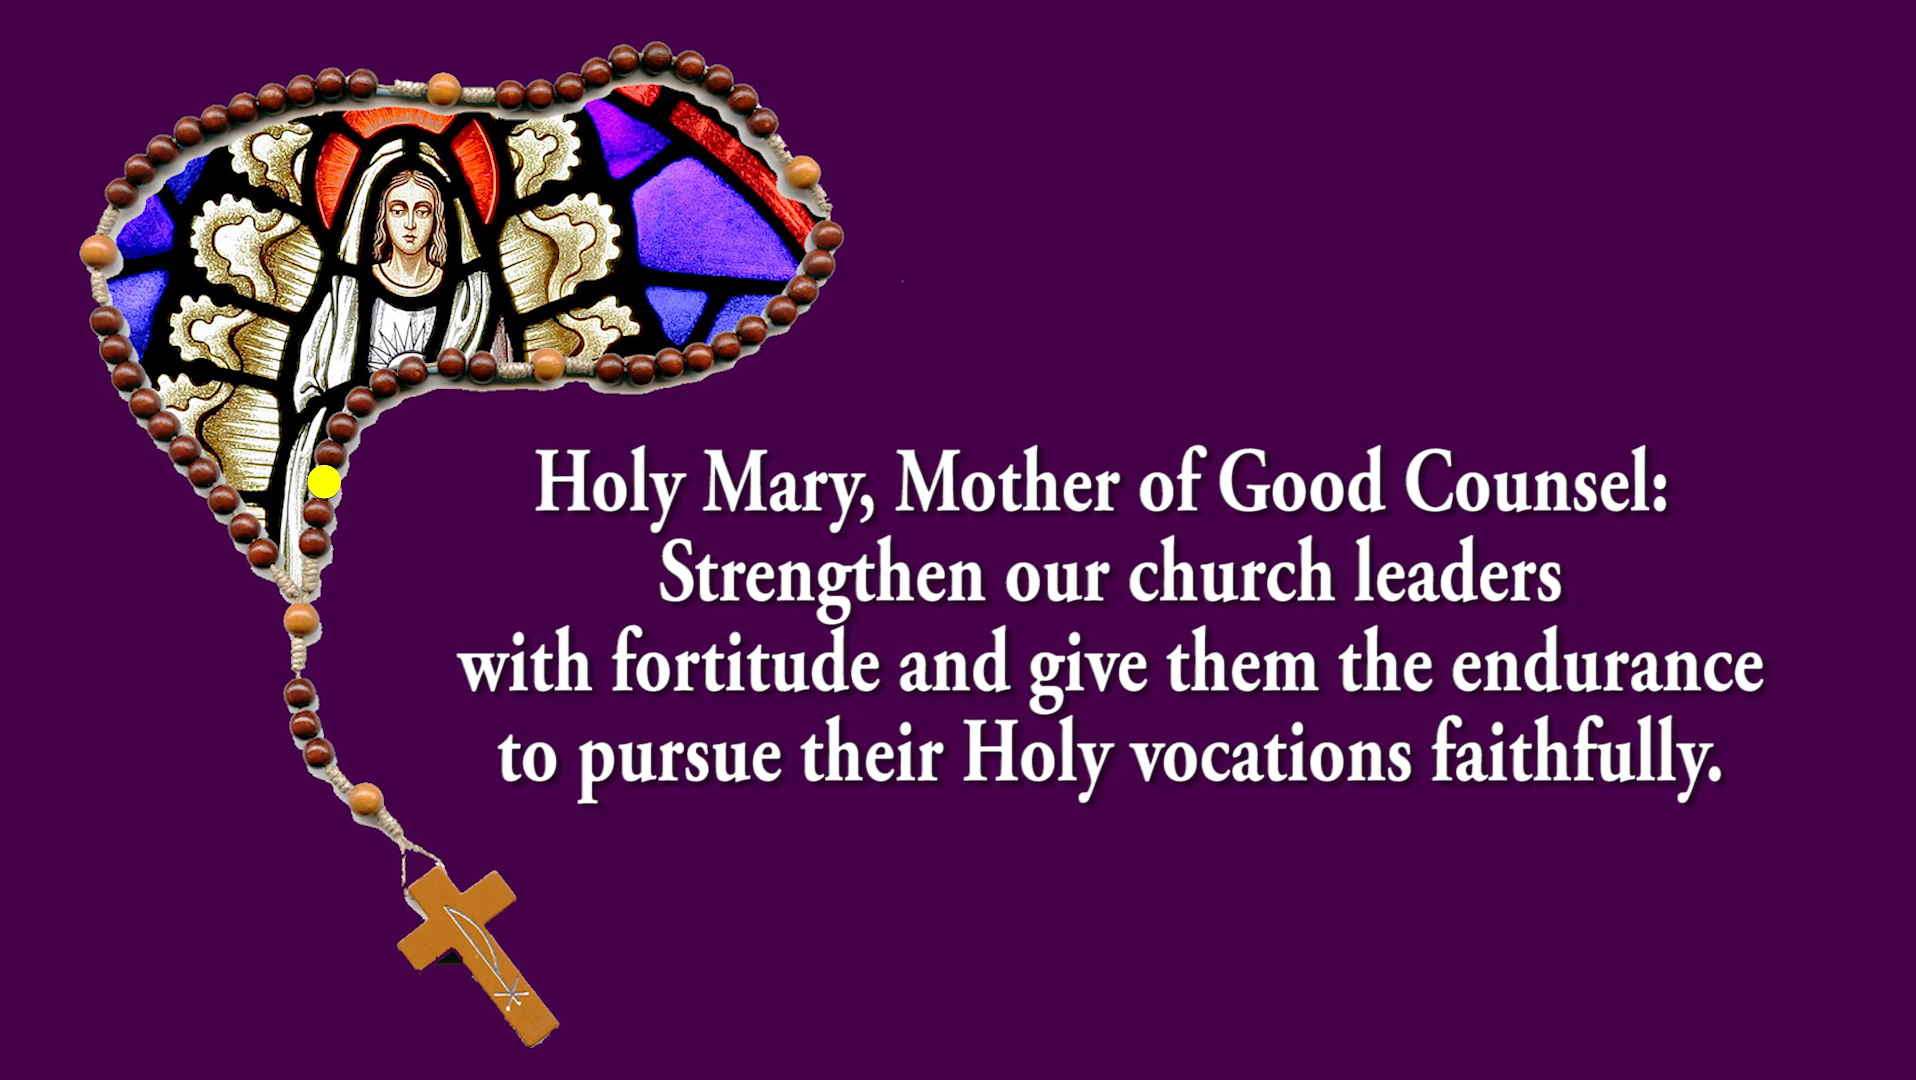 Holy Mary, Mother of Good Counsel:
Strengthen our church leaders
with fortitude and give them the endurance
to pursue their Holy vocations faithfully.